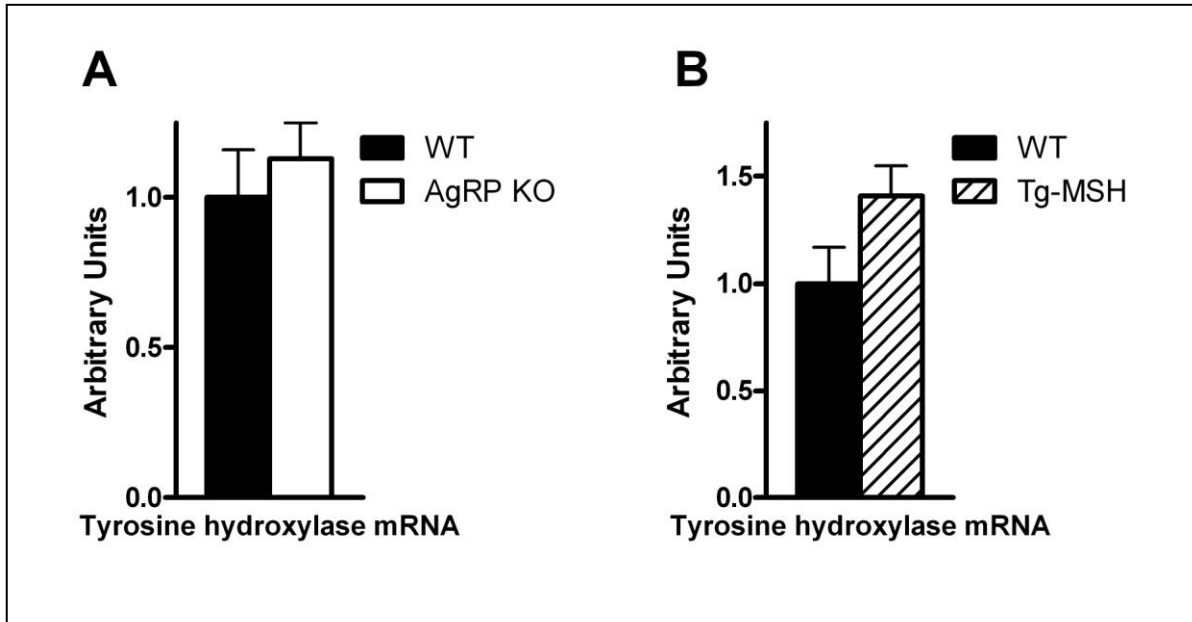 A
WT
AgRP KO
Arbitrary Units
1.0
0.5
0.0
Tyrosine hydroxylase mRNA
B
WT
Tg-MSH
Arbitrary Units
1.5
1.0
0.5
0.0
Tyrosine hydroxylase mRNA